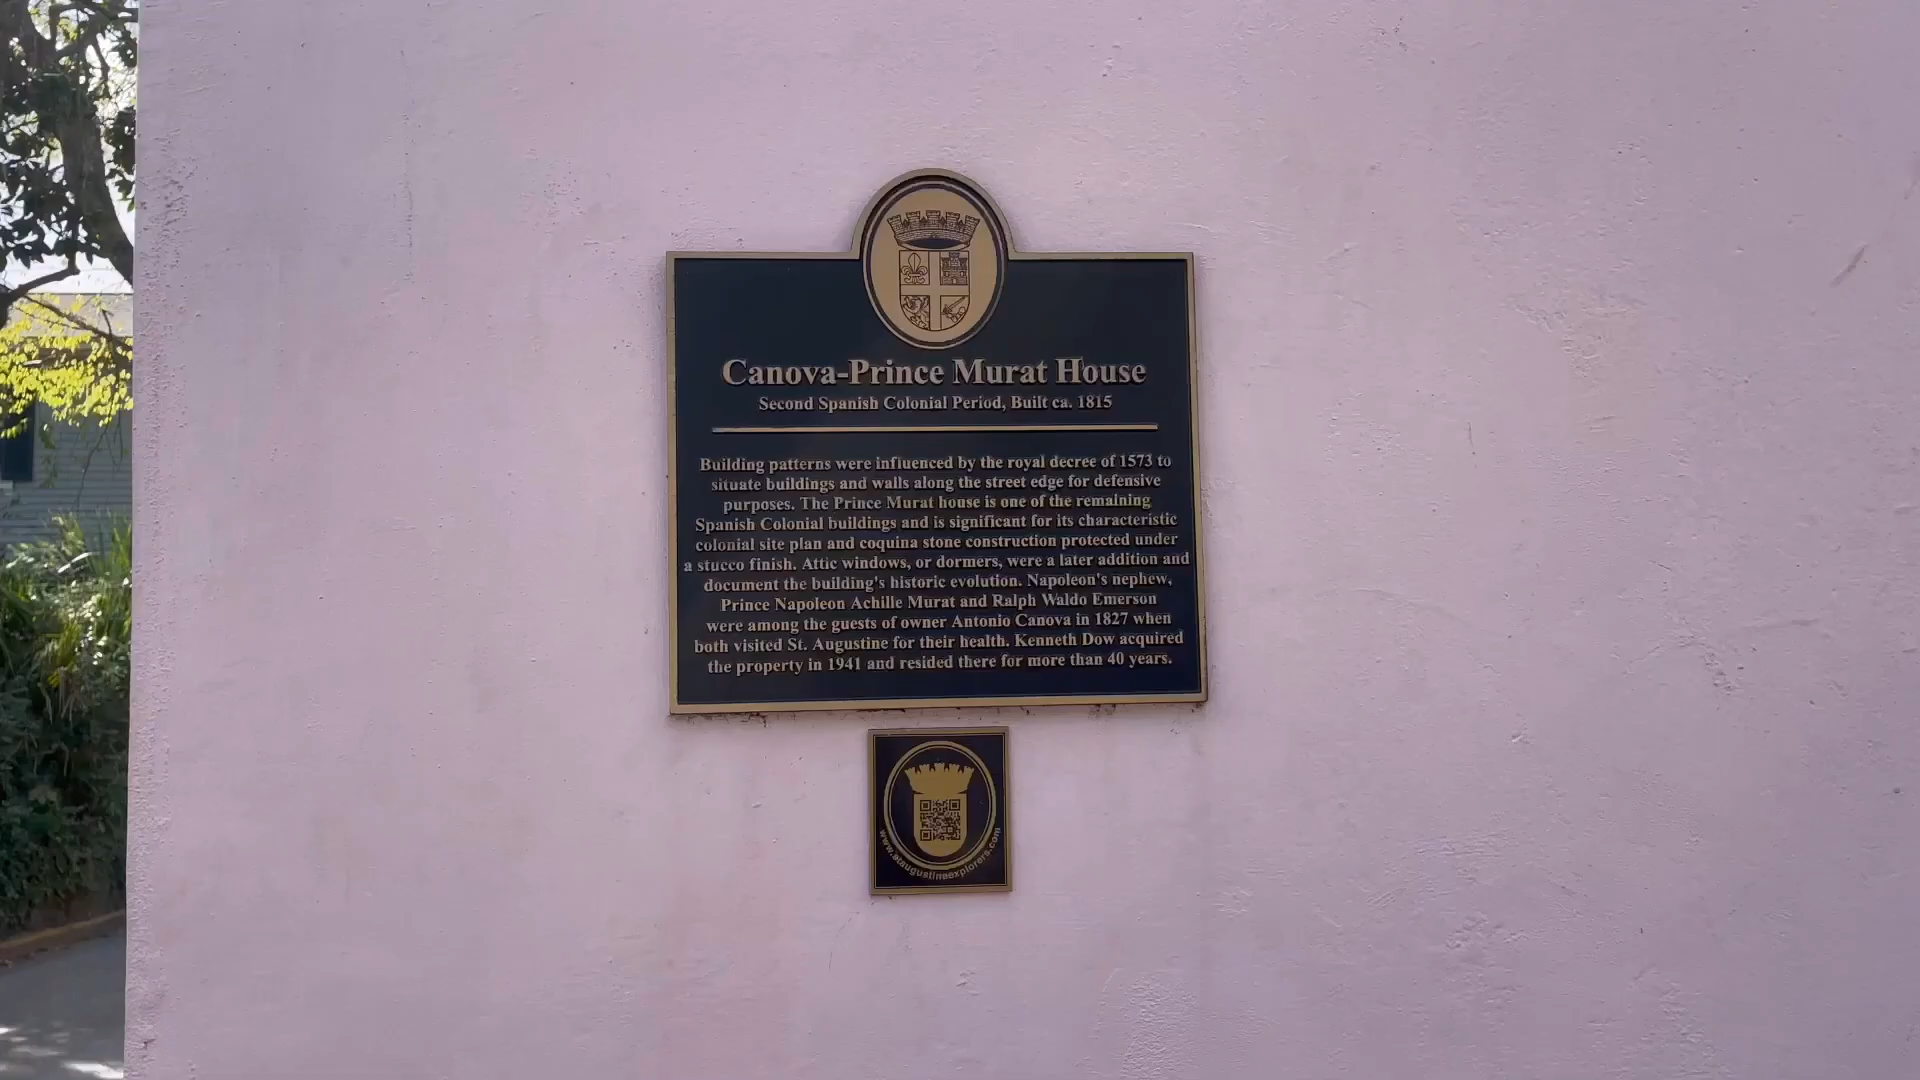 Canova-Prince Murat House
Second Spanish Colonial Period, Built ca. 1815
Building patterns were influenced by the royal decree of 1573 to
situate buildings and walls along the street edge for defensive
purposes. The Prince Murat house is one of the remaining
Spanish Colonial buildings and is significant for its characteristic
colonial site plan and coquina stone construction protected under
a stucco finish. Attic windows, or dormers, were a later addition and
document the building's historic evolution. Napoleon's nephew,
Prince Napoleon Achille Murat and Ralph Waldo Emerson
were among the guests of owner Antonio Canova in 1827 when
both visited St. Augustine for their health. Kenneth Dow acquired
the property in 1941 and resided there for more than 40 years.
www.staugustineexplorers.com